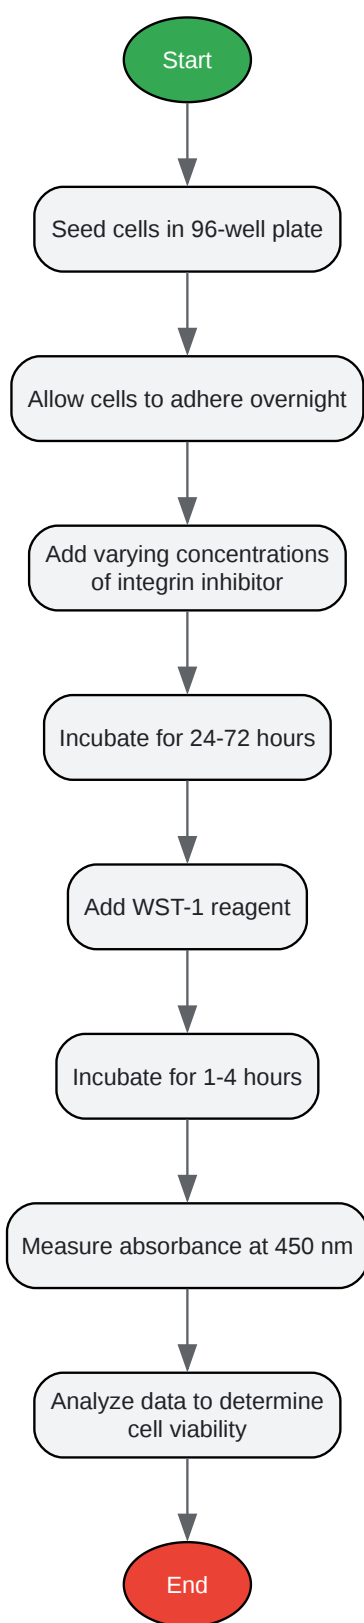 Start
Seed cells in 96-well plate
Allow cells to adhere overnight
Add varying concentrations
of integrin inhibitor
Incubate for 24-72 hours
Add WST-1 reagent
Incubate for 1-4 hours
Measure absorbance at 450 nm
Analyze data to determine
cell viability
End